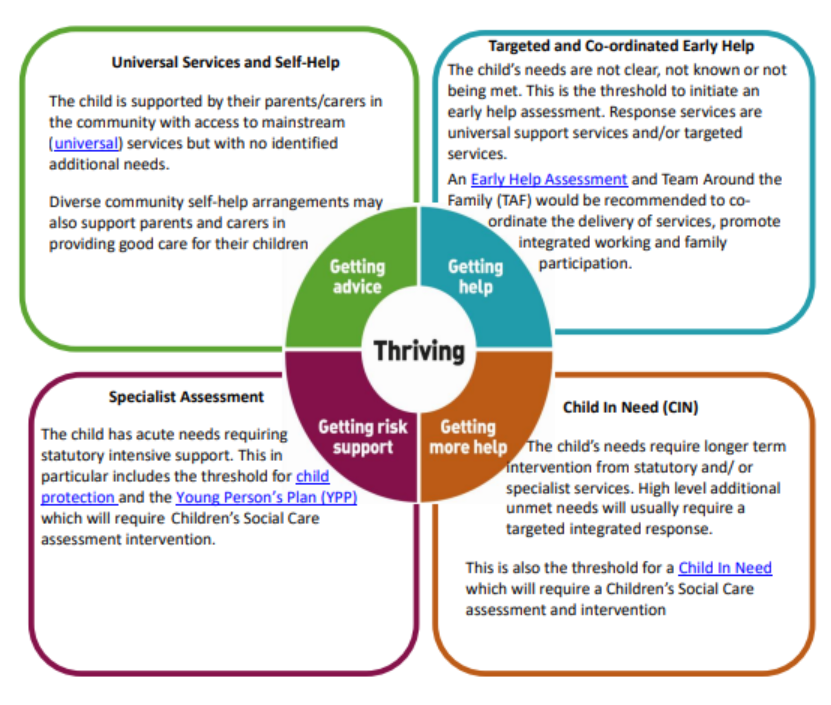 Universal Services and Self-Help
The child is supported by their parents/carers in
the community with access to mainstream
(universal) services but with no identified
additional needs.
Diverse community self-help arrangements may
also support parents and carers in
providing good care for their children
Targeted and Co-ordinated Early Help
The child's needs are not clear, not known or not
being met. This is the threshold to initiate an
early help assessment. Response services are
universal support services and/or targeted
services.
An Early Help Assessment and Team Around the
Family (TAF) would be recommended to co-
ordinate the delivery of services, promote
integrated working and family
participation.
Getting
advice
Getting
help
Thriving
Getting risk
support
Getting
more help
Specialist Assessment
The child has acute needs requiring
statutory intensive support. This in
particular includes the threshold for child
protection and the Young Person's Plan (YPP)
which will require Children's Social Care
assessment intervention.
Child In Need (CIN)
The child's needs require longer term
intervention from statutory and/ or
specialist services. High level additional
unmet needs will usually require a
targeted integrated response.
This is also the threshold for a Child In Need
which will require a Children's Social Care
assessment and intervention